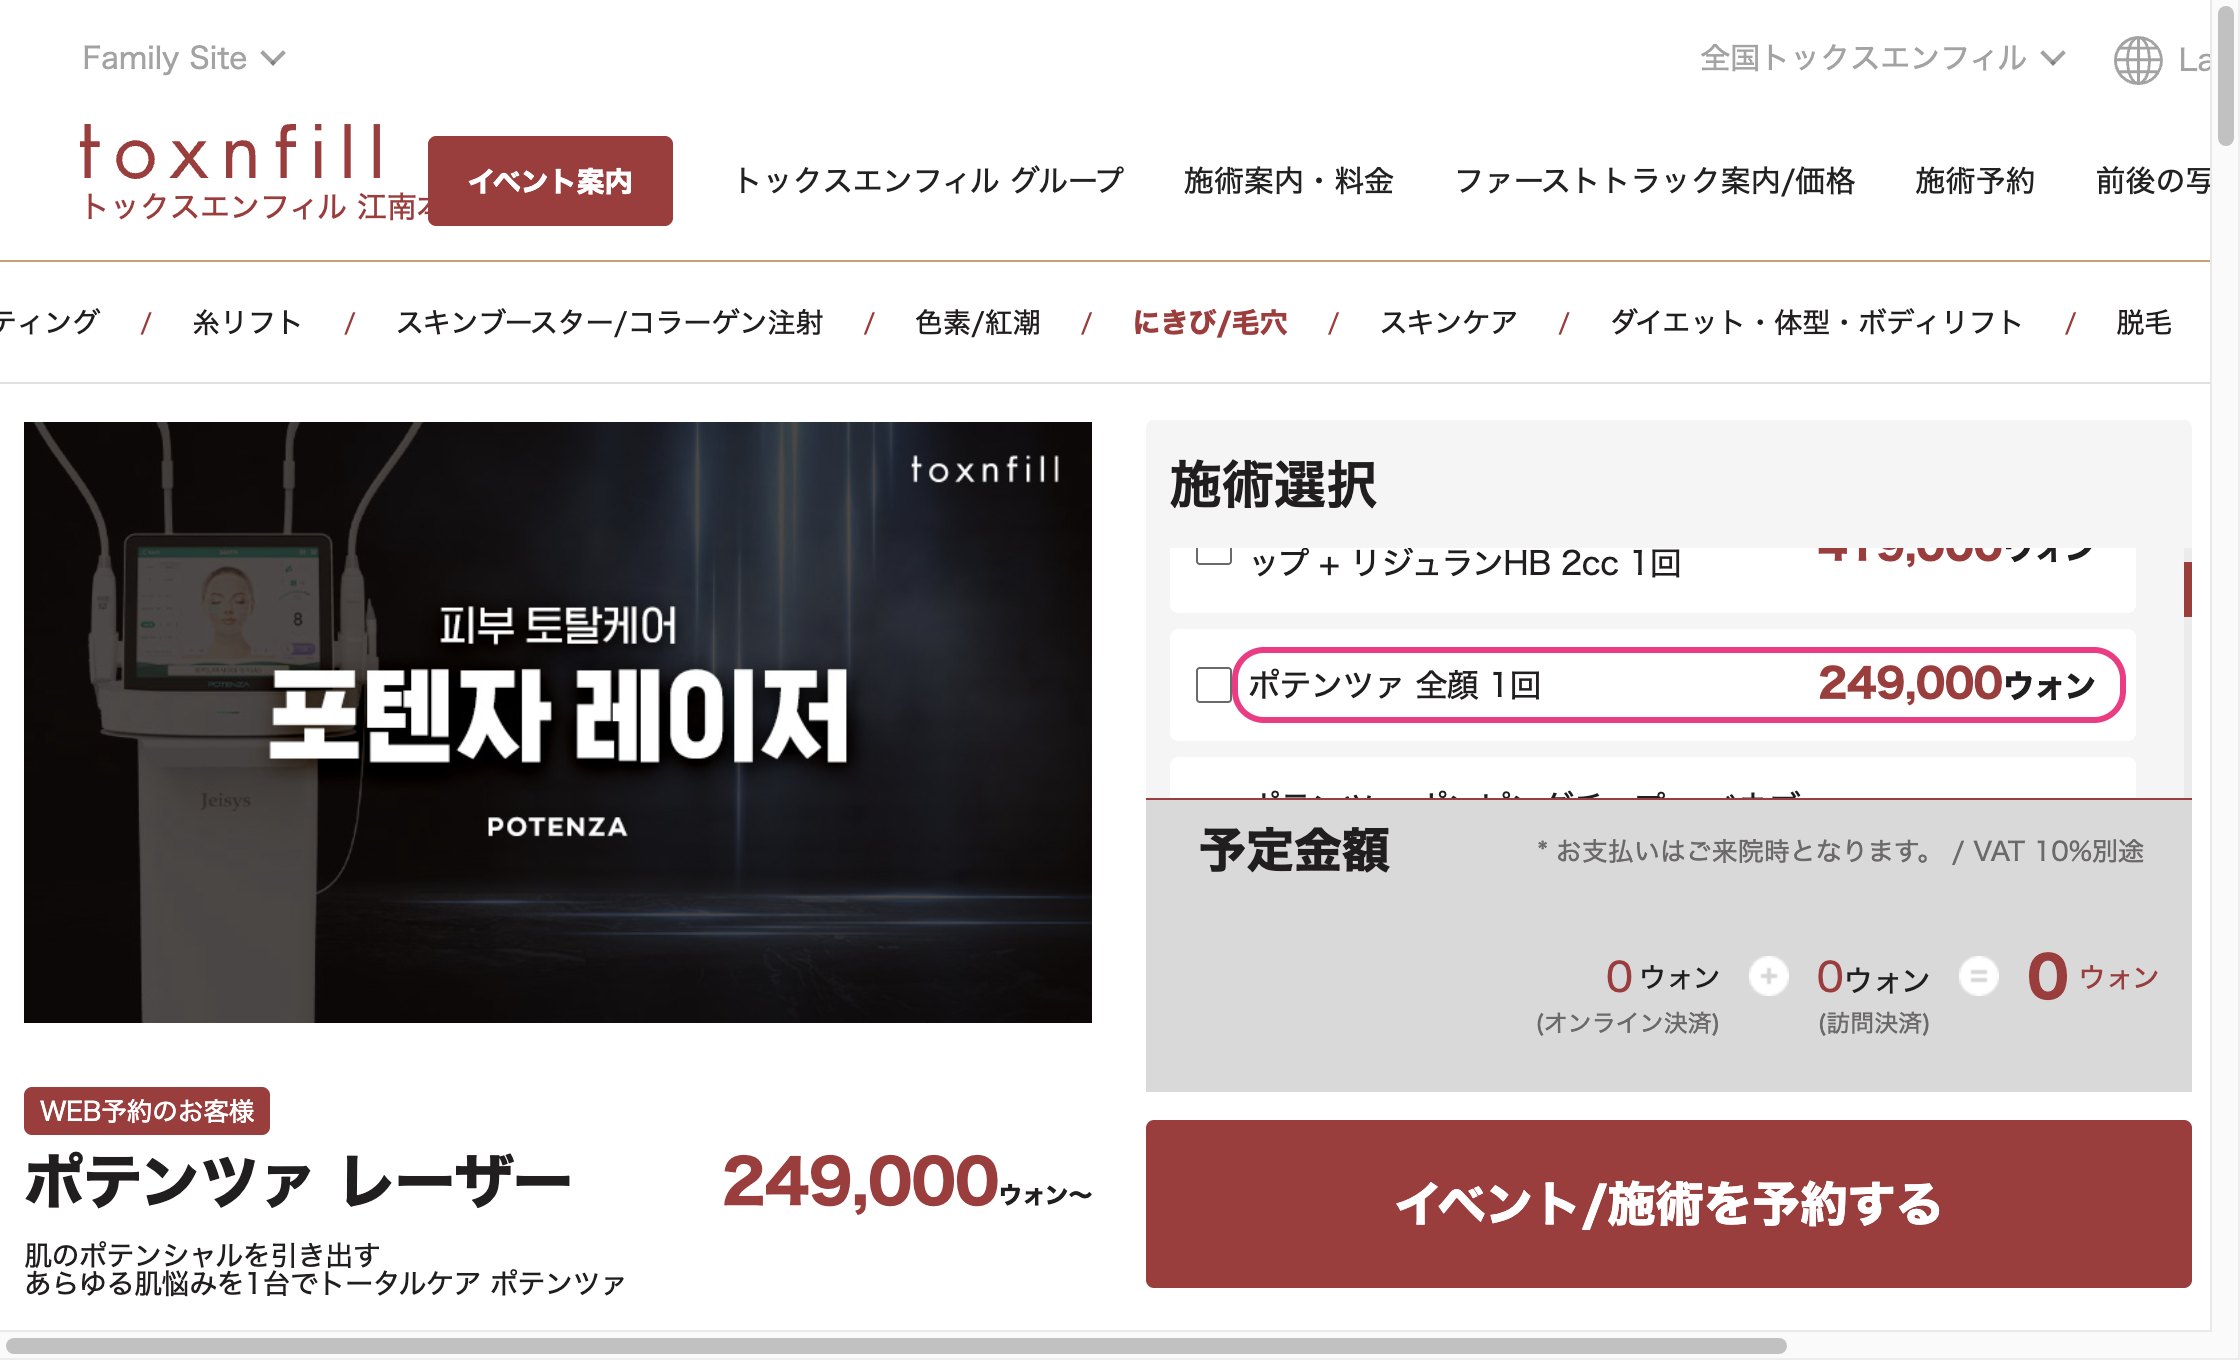 Family Site
全国トックスエンフィル
toxnfill
トックスエンフィル 江南
イベント案内
トックスエンフィル グループ
施術案内・料金
ファーストトラック案内/価格
施術予約
前後の写
ティング / 糸リフト / スキンブースター/コラーゲン注射 / 色素/紅潮 / にきび/毛穴 / スキンケア / ダイエット・体型・ボディリフト / 脱毛
toxnfill
피부 토탈케어
포텐자 레이저
POTENZA
Jeisys
施術選択
ップ + リジュランHB 2cc 1回
419,000ウォン
ポテンツァ 全顔 1回
249,000ウォン
予定金額
* お支払いはご来院時となります。 / VAT 10%別途
0 ウォン + 0ウォン = 0 ウォン
(オンライン決済)
(訪問決済)
イベント/施術を予約する
WEB予約のお客様
ポテンツァ レーザー
249,000ウォン～
肌のポテンシャルを引き出す
あらゆる肌悩みを1台でトータルケア ポテンツァ